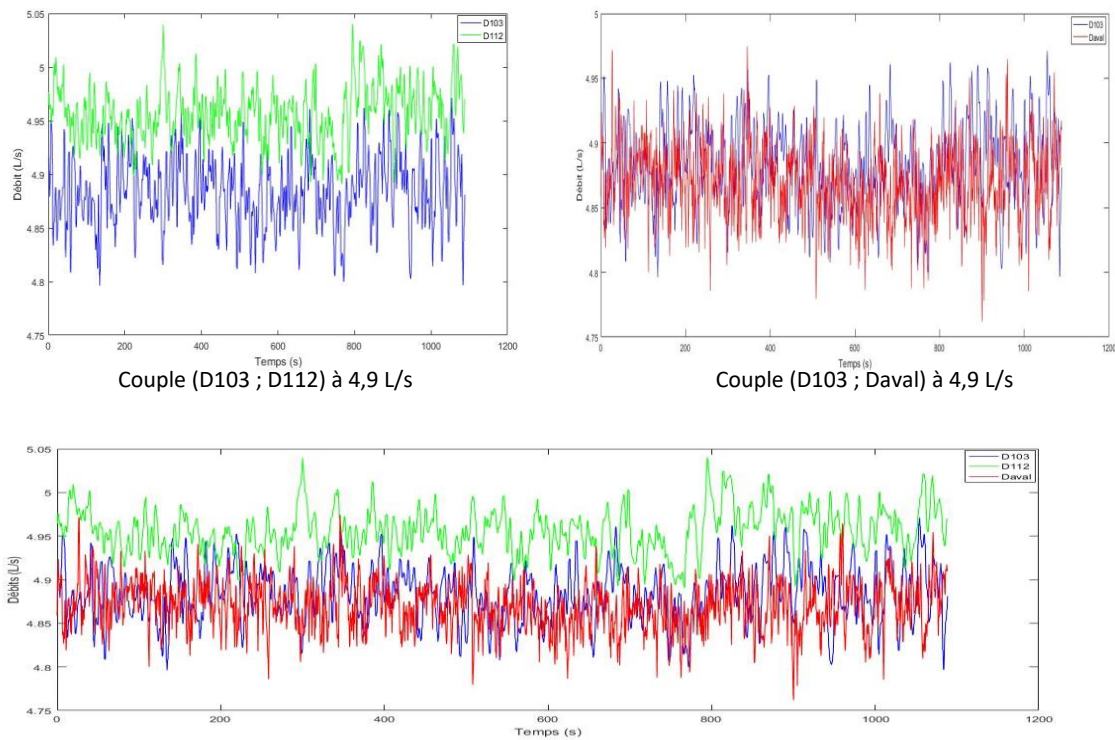 5.05
5
4.95
4.9
4.85
4.8
4.75
Débit (L/s)
0
200
400
600
800
1000
1200
Temps (s)
D103
D112
Couple (D103 ; D112) à 4,9 L/s
5
4.95
4.9
4.85
4.8
4.75
Débit (L/s)
0
200
400
600
800
1000
1200
Temps (s)
D103
Daval
Couple (D103 ; Daval) à 4,9 L/s
5.05
5
4.95
4.9
4.85
4.8
4.75
Débits (L/s)
0
200
400
600
800
1000
1200
Temps (s)
D103
D112
Daval